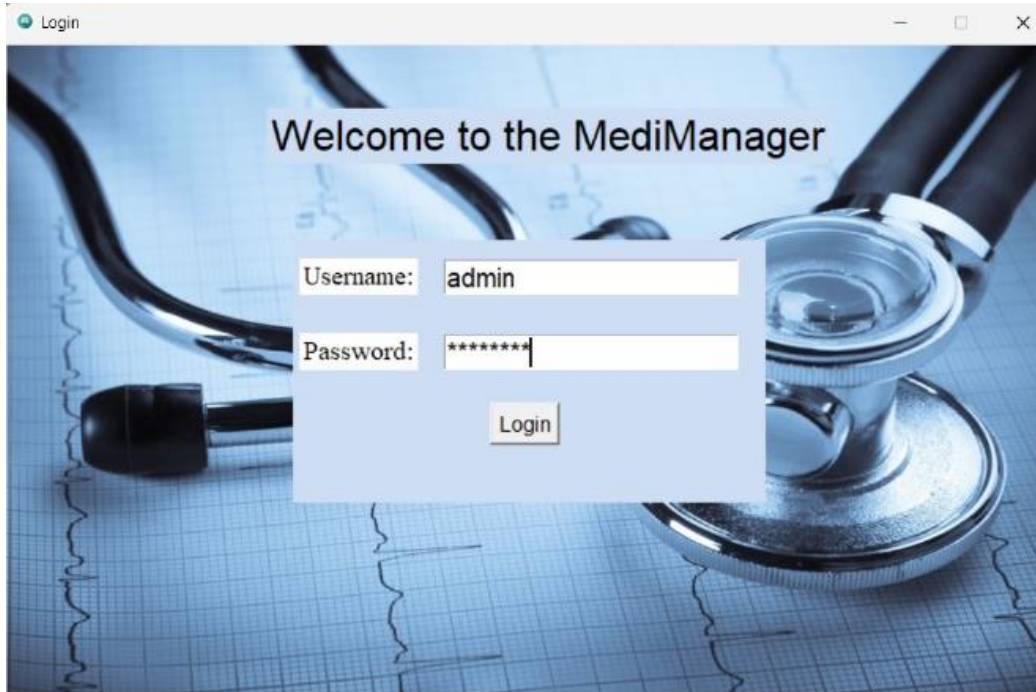 Login
Welcome to the MediManager
Username: admin
Password: ********
Login